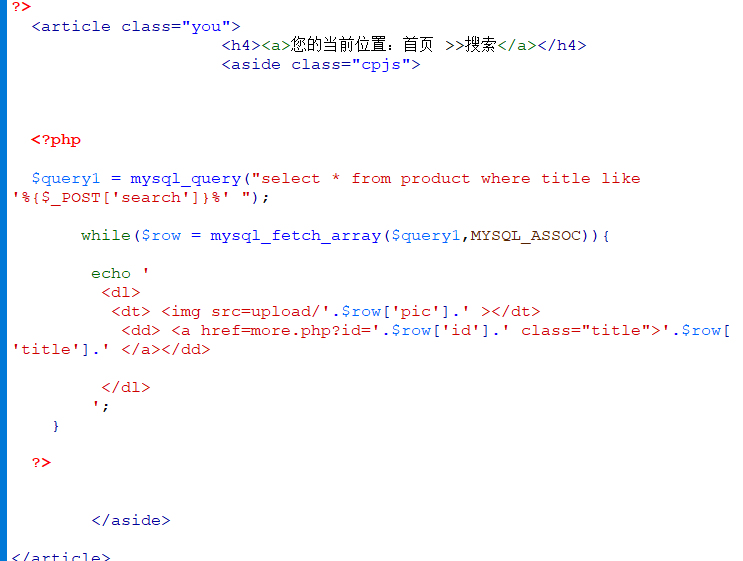 ?>
<article class="you">
<h4><a>您的当前位置：首页 >>搜索</a></h4>
<aside class="cpjs">
<?php
$query1 = mysql_query("select * from product where title like
'%{$_POST['search']}%' ");
while($row = mysql_fetch_array($query1,MYSQL_ASSOC)){
echo '
<dl>
<dt> <img src=upload/'.$row['pic'].' ></dt>
<dd> <a href=more.php?id='.$row['id'].' class="title">'.$row[
'title'].' </a></dd>
</dl>
';
}
?>
</aside>
</article>